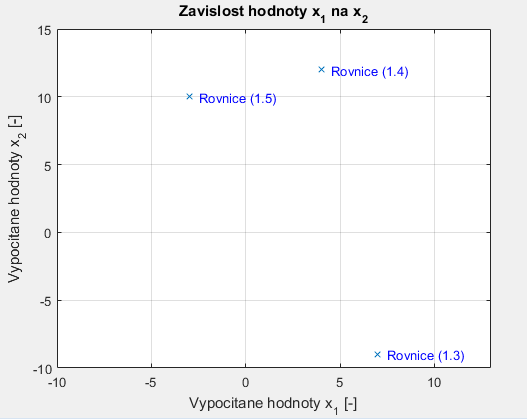 Zavislost hodnoty x₁ na x₂
15
10
5
0
-5
-10
Vypocitane hodnoty x₂ [-]
Rovnice (1.4)
Rovnice (1.5)
Rovnice (1.3)
-10 -5 0 5 10
Vypocitane hodnoty x₁ [-]